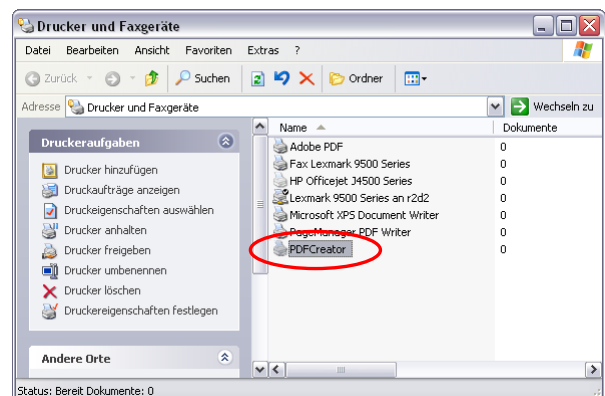 Drucker und Faxgeräte
Datei Bearbeiten Ansicht Favoriten Extras ?
Zurück Suchen Ordner
Adresse Drucker und Faxgeräte Wechseln zu
Druckeraufgaben
Drucker hinzufügen
Druckaufträge anzeigen
Druckeigenschaften auswählen
Drucker anhalten
Drucker freigeben
Drucker umbenennen
Drucker löschen
Druckereigenschaften festlegen
Andere Orte
Name Dokumente
Adobe PDF 0
Fax Lexmark 9500 Series 0
HP Officejet J4500 Series 0
Lexmark 9500 Series an r2d2 0
Microsoft XPS Document Writer 0
PageManager PDF Writer 0
PDFCreator 0
Status: Bereit Dokumente: 0